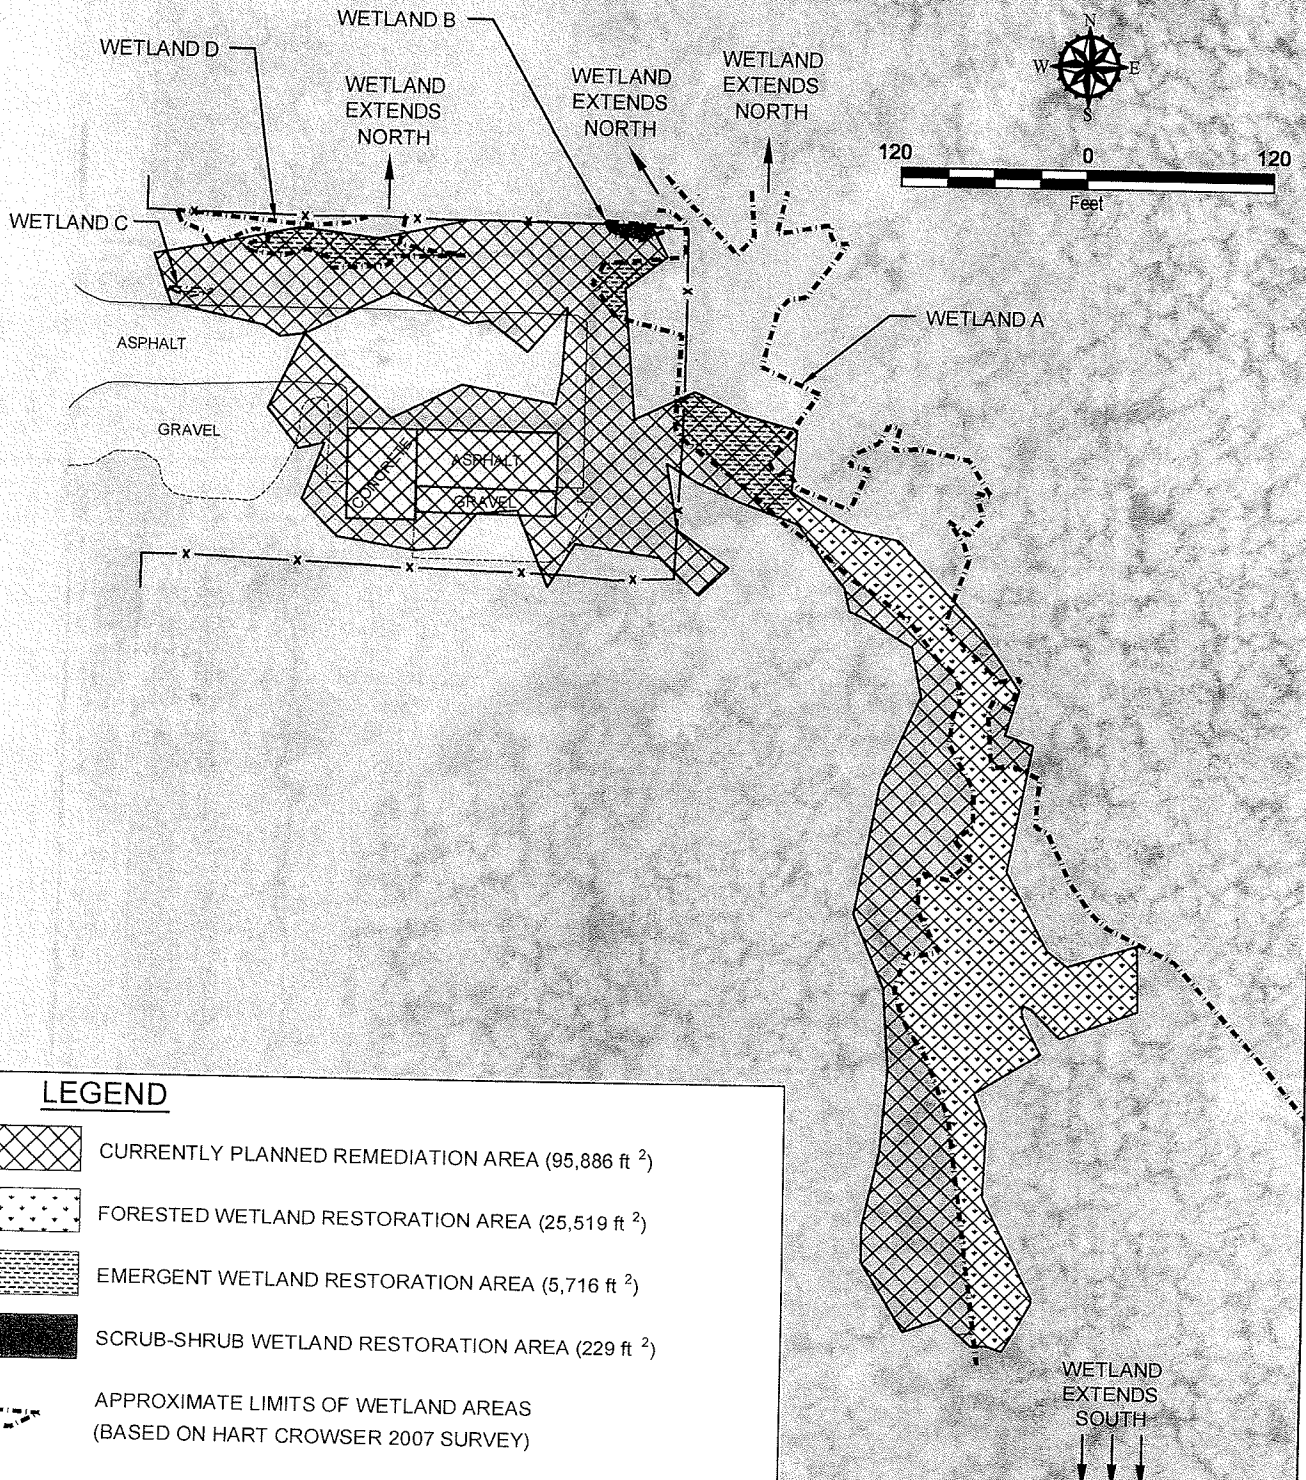 WETLAND B
WETLAND D
WETLAND
EXTENDS
NORTH
WETLAND
EXTENDS
NORTH
WETLAND
EXTENDS
NORTH
N
W
E
S
120
0
120
Feet
WETLAND C
WETLAND A
ASPHALT
GRAVEL
CONCRETE
ASPHALT
GRAVEL
LEGEND
CURRENTLY PLANNED REMEDIATION AREA (95,886 ft ²)
FORESTED WETLAND RESTORATION AREA (25,519 ft ²)
EMERGENT WETLAND RESTORATION AREA (5,716 ft ²)
SCRUB-SHRUB WETLAND RESTORATION AREA (229 ft ²)
APPROXIMATE LIMITS OF WETLAND AREAS
(BASED ON HART CROWSER 2007 SURVEY)
WETLAND
EXTENDS
SOUTH